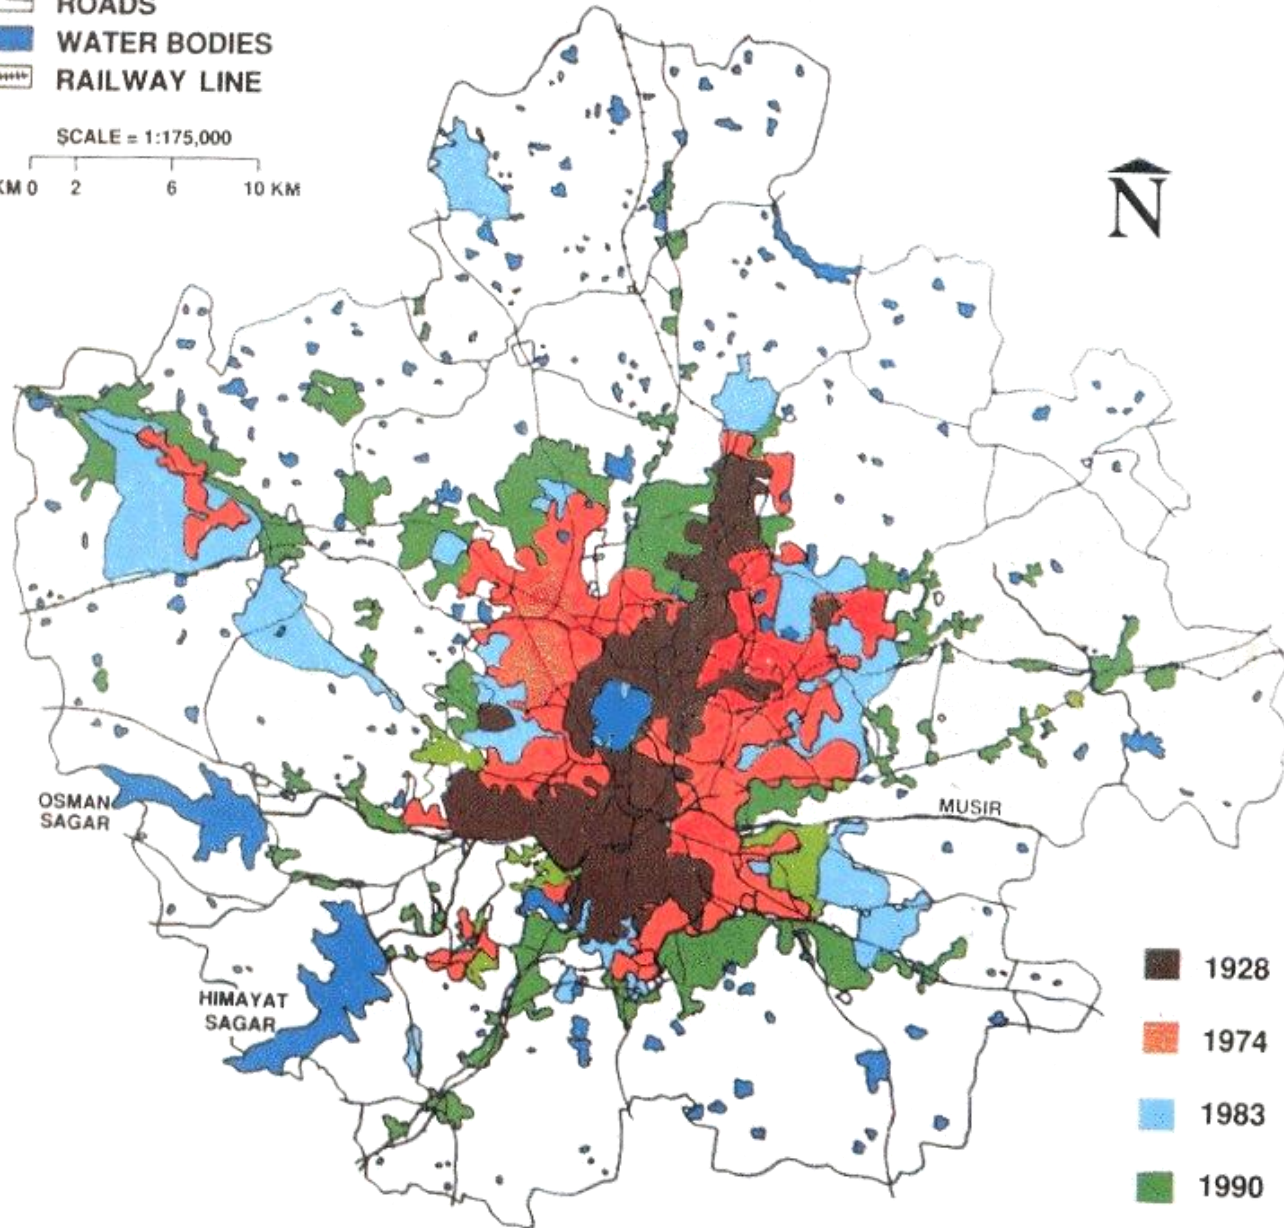 ROADS
WATER BODIES
RAILWAY LINE
SCALE = 1:175,000
KM 0 2 6 10 KM
N
OSMAN
SAGAR
MUSIR
HIMAYAT
SAGAR
1928
1974
1983
1990